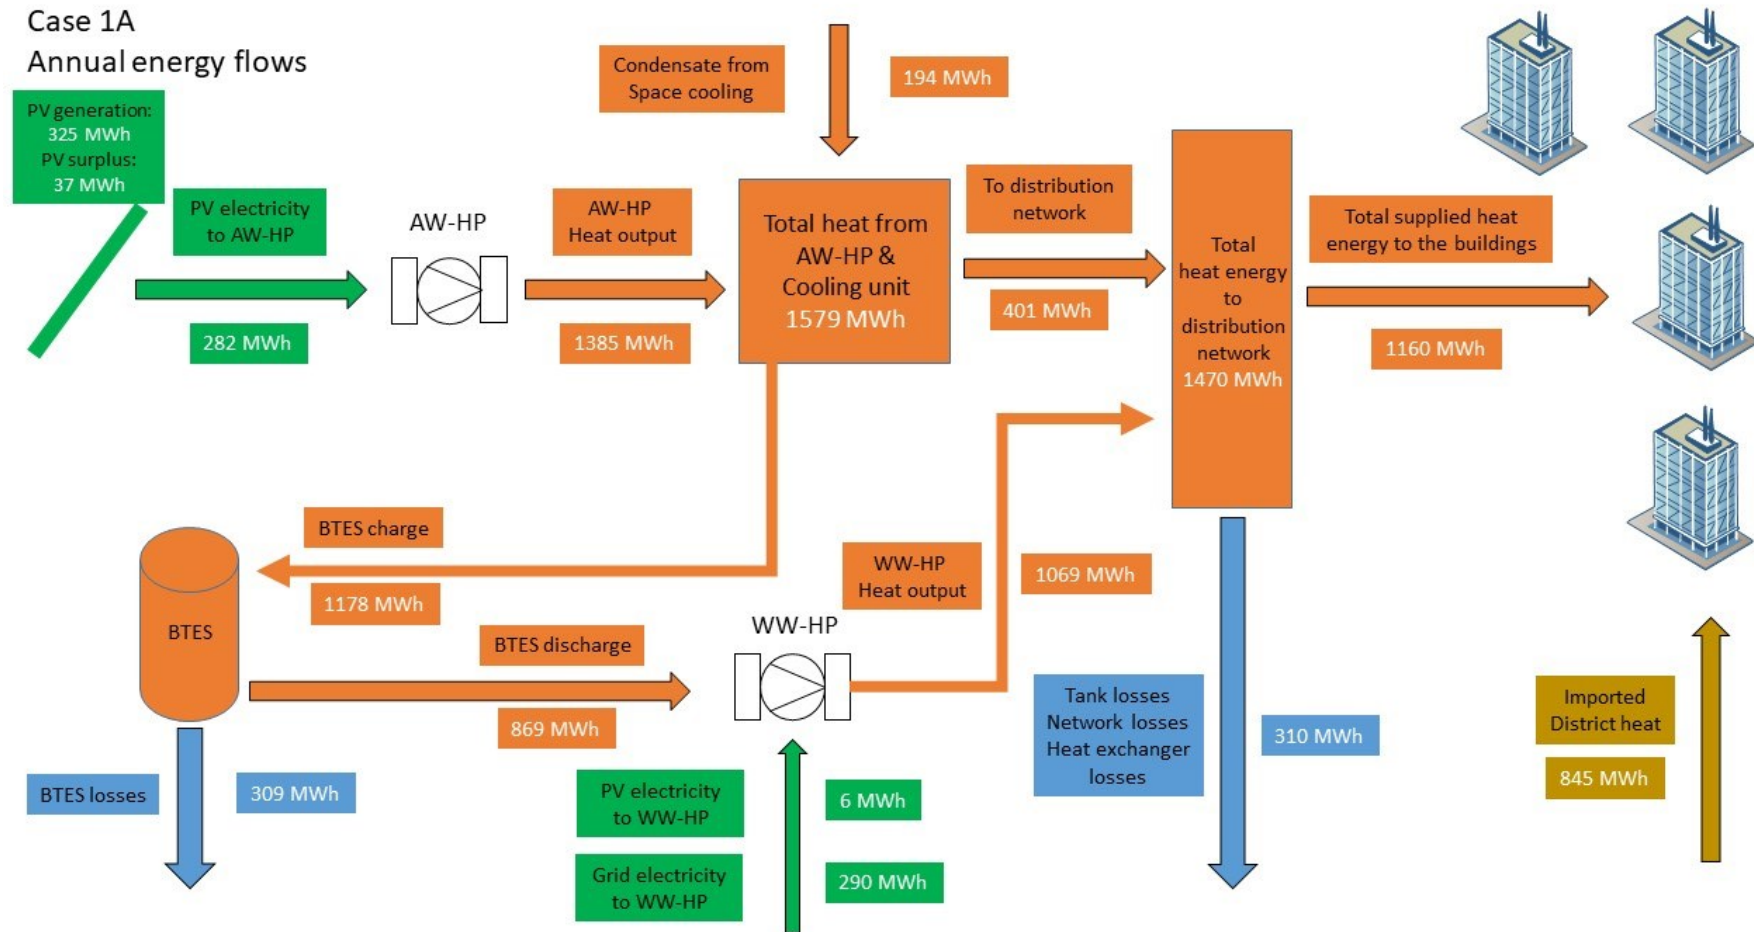 Case 1A
Annual energy flows
PV generation:
325 MWh
PV surplus:
37 MWh
PV electricity
to AW-HP
282 MWh
AW-HP
AW-HP
Heat output
1385 MWh
Condensate from
Space cooling
194 MWh
Total heat from
AW-HP &
Cooling unit
1579 MWh
To distribution
network
401 MWh
Total
heat energy
to
distribution
network
1470 MWh
Total supplied heat
energy to the buildings
1160 MWh
BTES charge
1178 MWh
BTES
BTES discharge
869 MWh
BTES losses
309 MWh
WW-HP
WW-HP
Heat output
1069 MWh
PV electricity
to WW-HP
6 MWh
Grid electricity
to WW-HP
290 MWh
Tank losses
Network losses
Heat exchanger
losses
310 MWh
Imported
District heat
845 MWh